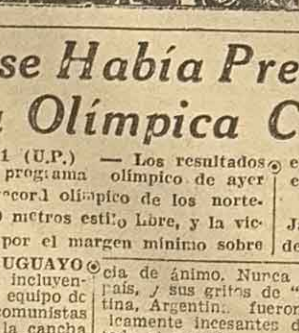 se Había Pre
Olímpica C
1 (U.P.) — Los resultados
programa olímpico de ayer
record olímpico de los norte-
metros estilo Libre, y la vic-
por el margen mínimo sobre
UGUAYO
incluyen-
equipo de
comunistas
la cancha
cia de ánimo. Nunca
país, y sus gritos de "
tina, Argentin. fueron
icamente incesantes